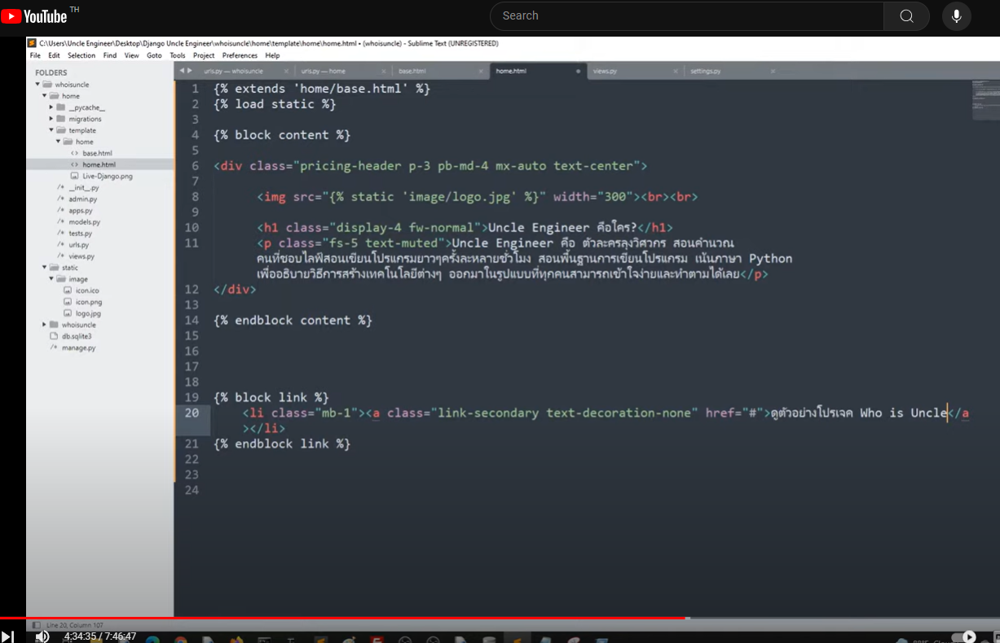 YouTube TH
Search
C:\Users\Uncle Engineer\Desktop\Django Uncle Engineer\whoisuncle\home\template\home\home.html • (whoisuncle) - Sublime Text (UNREGISTERED)
File Edit Selection Find View Goto Tools Project Preferences Help
FOLDERS
whoisuncle
home
__pycache__
migrations
template
home
base.html
home.html
Live-Django.png
__init__.py
admin.py
apps.py
models.py
tests.py
urls.py
views.py
static
image
icon.ico
icon.png
logo.jpg
whoisuncle
db.sqlite3
manage.py
urls.py — whoisuncle urls.py — home base.html home.html views.py settings.py
1 {% extends 'home/base.html' %}
2 {% load static %}
3
4 {% block content %}
5
6 <div class="pricing-header p-3 pb-md-4 mx-auto text-center">
7
8 <img src="{% static 'image/logo.jpg' %}" width="300"><br><br>
9
10 <h1 class="display-4 fw-normal">Uncle Engineer คือใคร?</h1>
11 <p class="fs-5 text-muted">Uncle Engineer คือ ตัวละครลุงวิศวกร สอนคำนวณ
คนที่ชอบไลฟ์สอนเขียนโปรแกรมยาวๆครั้งละหลายชั่วโมง สอนพื้นฐานการเขียนโปรแกรม เน้นภาษา Python
เพื่ออธิบายวิธีการสร้างเทคโนโลยีต่างๆ ออกมาในรูปแบบที่ทุกคนสามารถเข้าใจง่ายและทำตามได้เลย</p>
12 </div>
13
14 {% endblock content %}
15
16
17
18
19 {% block link %}
20 <li class="mb-1"><a class="link-secondary text-decoration-none" href="#">ดูตัวอย่างโปรเจค Who is Uncle</a
></li>
21 {% endblock link %}
22
23
24
Line 20, Column 107
4:34:35 / 7:46:47